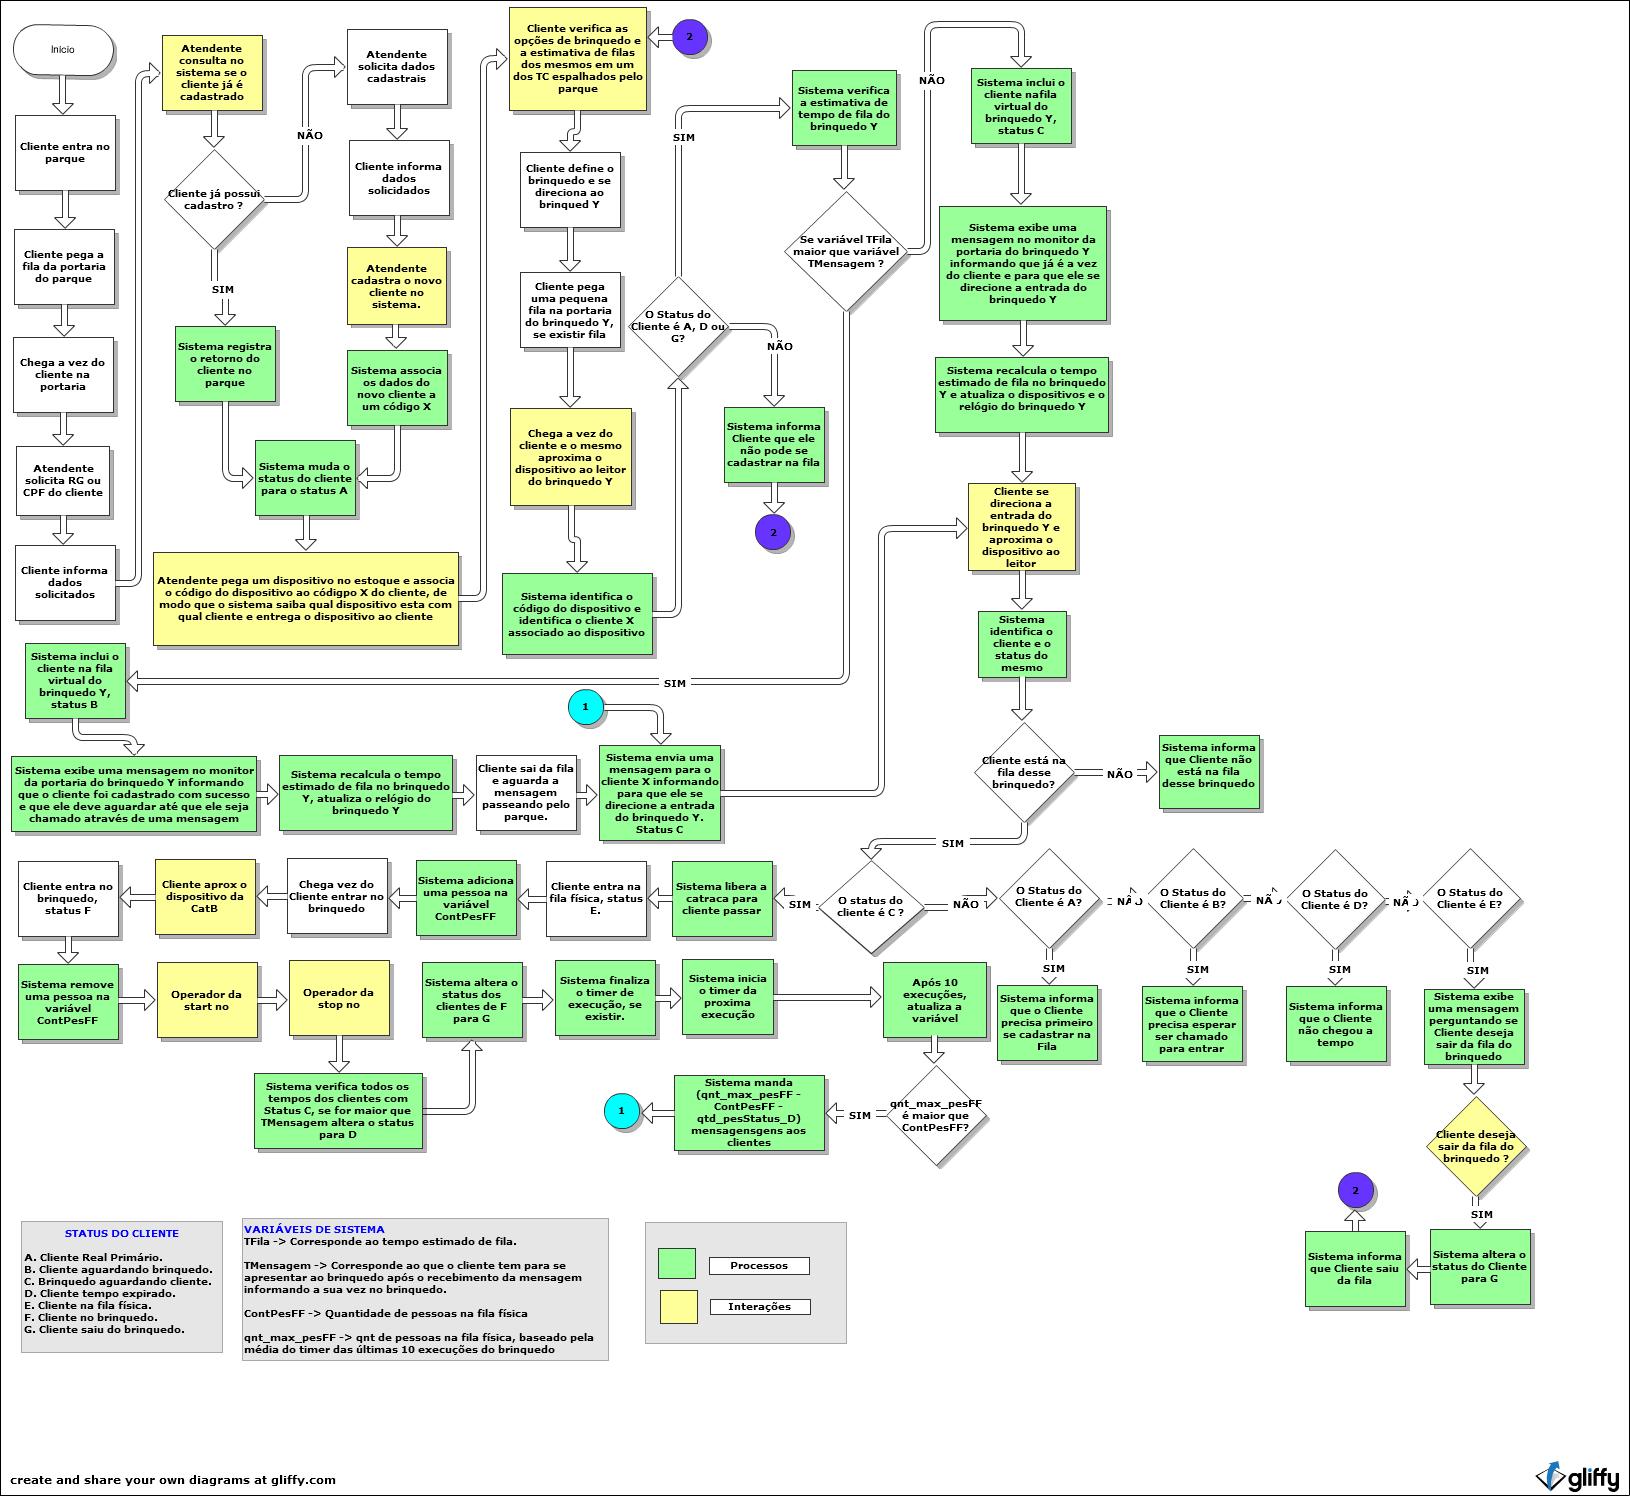 Início
Cliente entra no
parque
Cliente pega a
fila da portaria
do parque
Chega a vez do
cliente na
portaria
Atendente
solicita RG ou
CPF do cliente
Cliente informa
dados
solicitados
Atendente
consulta no
sistema se o
cliente já é
cadastrado
Cliente já possui
cadastro ?
NÃO
SIM
Sistema registra
o retorno do
cliente no
parque
Atendente
solicita dados
cadastrais
Cliente informa
dados
solicidados
Atendente
cadastra o novo
cliente no
sistema.
Sistema associa
os dados do
novo cliente a
um código X
Sistema muda o
status do cliente
para o status A
Atendente pega um dispositivo no estoque e associa
o código do dispositivo ao códigpo X do cliente, de
modo que o sistema saiba qual dispositivo esta com
qual cliente e entrega o dispositivo ao cliente
Cliente verifica as
opções de brinquedo e
a estimativa de filas
dos mesmos em um
dos TC espalhados pelo
parque
2
Cliente define o
brinquedo e se
direciona ao
brinqued Y
Cliente pega
uma pequena
fila na portaria
do brinquedo Y,
se existir fila
Chega a vez do
cliente e o mesmo
aproxima o
dispositivo ao leitor
do brinquedo Y
Sistema identifica o
código do dispositivo e
identifica o cliente X
associado ao dispositivo
O Status do
Cliente é A, D ou
G?
SIM
NÃO
Sistema informa
Cliente que ele
não pode se
cadastrar na fila
2
Sistema verifica
a estimativa de
tempo de fila do
brinquedo Y
Se variável TFila
maior que variável
TMensagem ?
NÃO
SIM
Sistema inclui o
cliente nafila
virtual do
brinquedo Y,
status C
Sistema exibe uma
mensagem no monitor da
portaria do brinquedo Y
informando que já é a vez
do cliente e para que ele se
direcione a entrada do
brinquedo Y
Sistema recalcula o tempo
estimado de fila no brinquedo
Y e atualiza o dispositivos e o
relógio do brinquedo Y
Cliente se
direciona a
entrada do
brinquedo Y e
aproxima o
dispositivo ao
leitor
Sistema
identifica o
cliente e o
status do
mesmo
Cliente está na
fila desse
brinquedo?
NÃO
Sistema informa
que Cliente não
está na fila
desse brinquedo
SIM
Sistema inclui o
cliente na fila
virtual do
brinquedo Y,
status B
Sistema exibe uma mensagem no monitor
da portaria do brinquedo Y informando
que o cliente foi cadastrado com sucesso
e que ele deve aguardar até que ele seja
chamado através de uma mensagem
Sistema recalcula o tempo
estimado de fila no brinquedo
Y, atualiza o relógio do
brinquedo Y
Cliente sai da fila
e aguarda a
mensagem
passeando pelo
parque.
1
Sistema envia uma
mensagem para o
cliente X informando
para que ele se
direcione a entrada
do brinquedo Y.
Status C
O status do
cliente é C ?
SIM
NÃO
Sistema libera a
catraca para
cliente passar
Cliente entra na
fila física, status
E.
Sistema adiciona
uma pessoa na
variável
ContPesFF
Chega vez do
Cliente entrar no
brinquedo
Cliente aprox o
dispositivo da
CatB
Cliente entra no
brinquedo,
status F
O Status do
Cliente é A?
NÃO
O Status do
Cliente é B?
NÃO
O Status do
Cliente é D?
NÃO
O Status do
Cliente é E?
SIM
SIM
SIM
SIM
Sistema informa
que o Cliente
precisa primeiro
se cadastrar na
Fila
Sistema informa
que o Cliente
precisa esperar
ser chamado
para entrar
Sistema informa
que o Cliente
não chegou a
tempo
Sistema exibe
uma mensagem
perguntando se
Cliente deseja
sair da fila do
brinquedo
Sistema remove
uma pessoa na
variável
ContPesFF
Operador da
start no
Operador da
stop no
Sistema verifica todos os
tempos dos clientes com
Status C, se for maior que
TMensagem altera o status
para D
Sistema altera o
status dos
clientes de F
para G
Sistema finaliza
o timer de
execução, se
existir.
Sistema inicia
o timer da
proxima
execução
Após 10
execuções,
atualiza a
variável
qnt_max_pesFF
é maior que
ContPesFF?
SIM
Sistema manda
(qnt_max_pesFF -
ContPesFF -
qtd_pesStatus_D)
mensagensgens aos
clientes
1
Cliente deseja
sair da fila do
brinquedo ?
SIM
Sistema altera o
status do Cliente
para G
Sistema informa
que Cliente saiu
da fila
2
STATUS DO CLIENTE
A. Cliente Real Primário.
B. Cliente aguardando brinquedo.
C. Brinquedo aguardando cliente.
D. Cliente tempo expirado.
E. Cliente na fila física.
F. Cliente no brinquedo.
G. Cliente saiu do brinquedo.
VARIÁVEIS DE SISTEMA
TFila -> Corresponde ao tempo estimado de fila.
TMensagem -> Corresponde ao que o cliente tem para se
apresentar ao brinquedo após o recebimento da mensagem
informando a sua vez no brinquedo.
ContPesFF -> Quantidade de pessoas na fila física
qnt_max_pesFF -> qnt de pessoas na fila física, baseado pela
média do timer das últimas 10 execuções do brinquedo
Processos
Interações
create and share your own diagrams at gliffy.com
gliffy